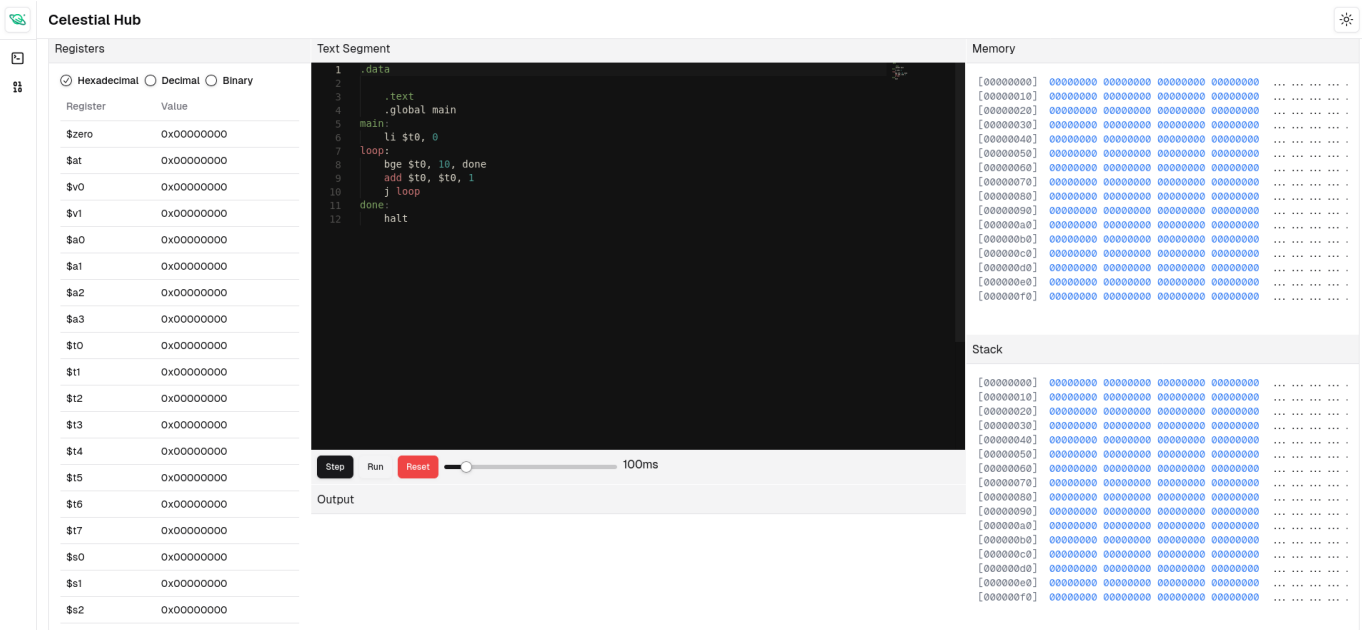 Celestial Hub
Registers
Hexadecimal Decimal Binary
Register Value
$zero 0x00000000
$at 0x00000000
$v0 0x00000000
$v1 0x00000000
$a0 0x00000000
$a1 0x00000000
$a2 0x00000000
$a3 0x00000000
$t0 0x00000000
$t1 0x00000000
$t2 0x00000000
$t3 0x00000000
$t4 0x00000000
$t5 0x00000000
$t6 0x00000000
$t7 0x00000000
$s0 0x00000000
$s1 0x00000000
$s2 0x00000000
Text Segment
1 .data
2
3 .text
4 .global main
5 main:
6 li $t0, 0
7 loop:
8 bge $t0, 10, done
9 add $t0, $t0, 1
10 j loop
11 done:
12 halt
Step Run Reset 100ms
Output
Memory
[00000000] 00000000 00000000 00000000 00000000 ... ... ... ... .
[00000010] 00000000 00000000 00000000 00000000 ... ... ... ... .
[00000020] 00000000 00000000 00000000 00000000 ... ... ... ... .
[00000030] 00000000 00000000 00000000 00000000 ... ... ... ... .
[00000040] 00000000 00000000 00000000 00000000 ... ... ... ... .
[00000050] 00000000 00000000 00000000 00000000 ... ... ... ... .
[00000060] 00000000 00000000 00000000 00000000 ... ... ... ... .
[00000070] 00000000 00000000 00000000 00000000 ... ... ... ... .
[00000080] 00000000 00000000 00000000 00000000 ... ... ... ... .
[00000090] 00000000 00000000 00000000 00000000 ... ... ... ... .
[000000a0] 00000000 00000000 00000000 00000000 ... ... ... ... .
[000000b0] 00000000 00000000 00000000 00000000 ... ... ... ... .
[000000c0] 00000000 00000000 00000000 00000000 ... ... ... ... .
[000000d0] 00000000 00000000 00000000 00000000 ... ... ... ... .
[000000e0] 00000000 00000000 00000000 00000000 ... ... ... ... .
[000000f0] 00000000 00000000 00000000 00000000 ... ... ... ... .
Stack
[00000000] 00000000 00000000 00000000 00000000 ... ... ... ... .
[00000010] 00000000 00000000 00000000 00000000 ... ... ... ... .
[00000020] 00000000 00000000 00000000 00000000 ... ... ... ... .
[00000030] 00000000 00000000 00000000 00000000 ... ... ... ... .
[00000040] 00000000 00000000 00000000 00000000 ... ... ... ... .
[00000050] 00000000 00000000 00000000 00000000 ... ... ... ... .
[00000060] 00000000 00000000 00000000 00000000 ... ... ... ... .
[00000070] 00000000 00000000 00000000 00000000 ... ... ... ... .
[00000080] 00000000 00000000 00000000 00000000 ... ... ... ... .
[00000090] 00000000 00000000 00000000 00000000 ... ... ... ... .
[000000a0] 00000000 00000000 00000000 00000000 ... ... ... ... .
[000000b0] 00000000 00000000 00000000 00000000 ... ... ... ... .
[000000c0] 00000000 00000000 00000000 00000000 ... ... ... ... .
[000000d0] 00000000 00000000 00000000 00000000 ... ... ... ... .
[000000e0] 00000000 00000000 00000000 00000000 ... ... ... ... .
[000000f0] 00000000 00000000 00000000 00000000 ... ... ... ... .